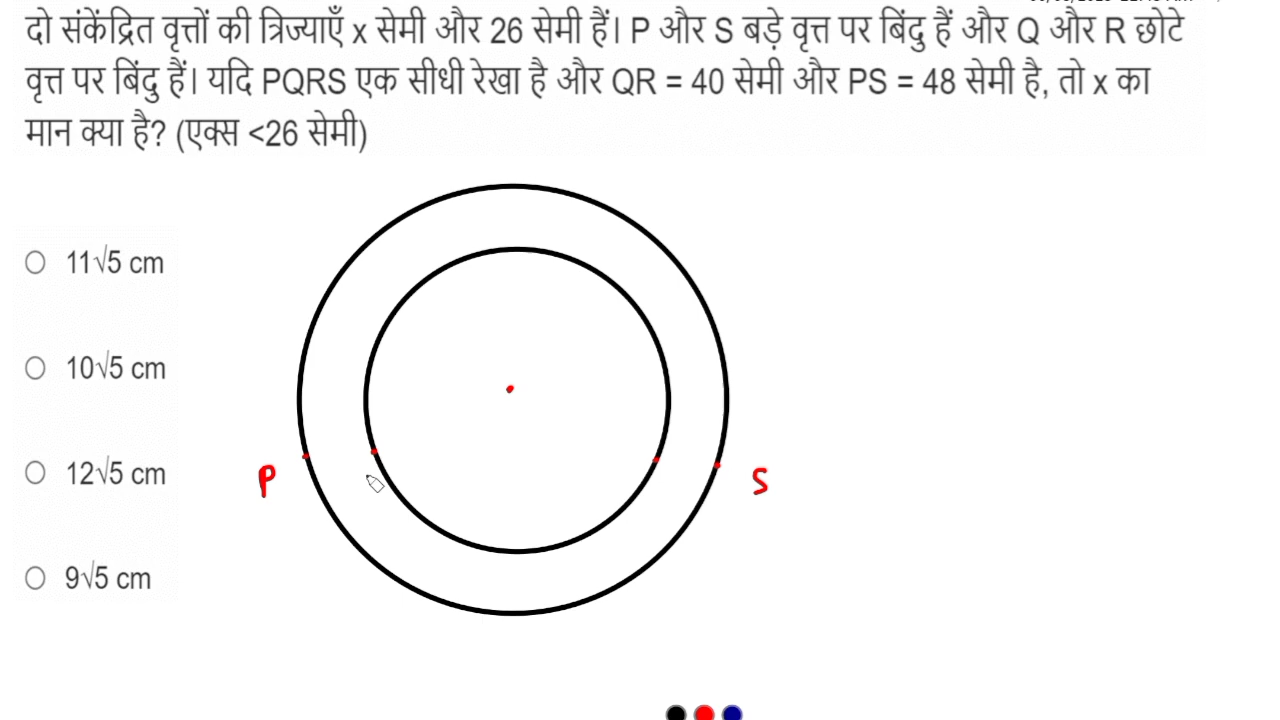 दो संकेंद्रित वृत्तों की त्रिज्याएँ x सेमी और 26 सेमी हैं। P और S बड़े वृत्त पर बिंदु हैं और Q और R छोटे
वृत्त पर बिंदु हैं। यदि PQRS एक सीधी रेखा है और QR = 40 सेमी और PS = 48 सेमी है, तो x का
मान क्या है? (एक्स <26 सेमी)
11√5 cm
10√5 cm
12√5 cm
9√5 cm
P
S